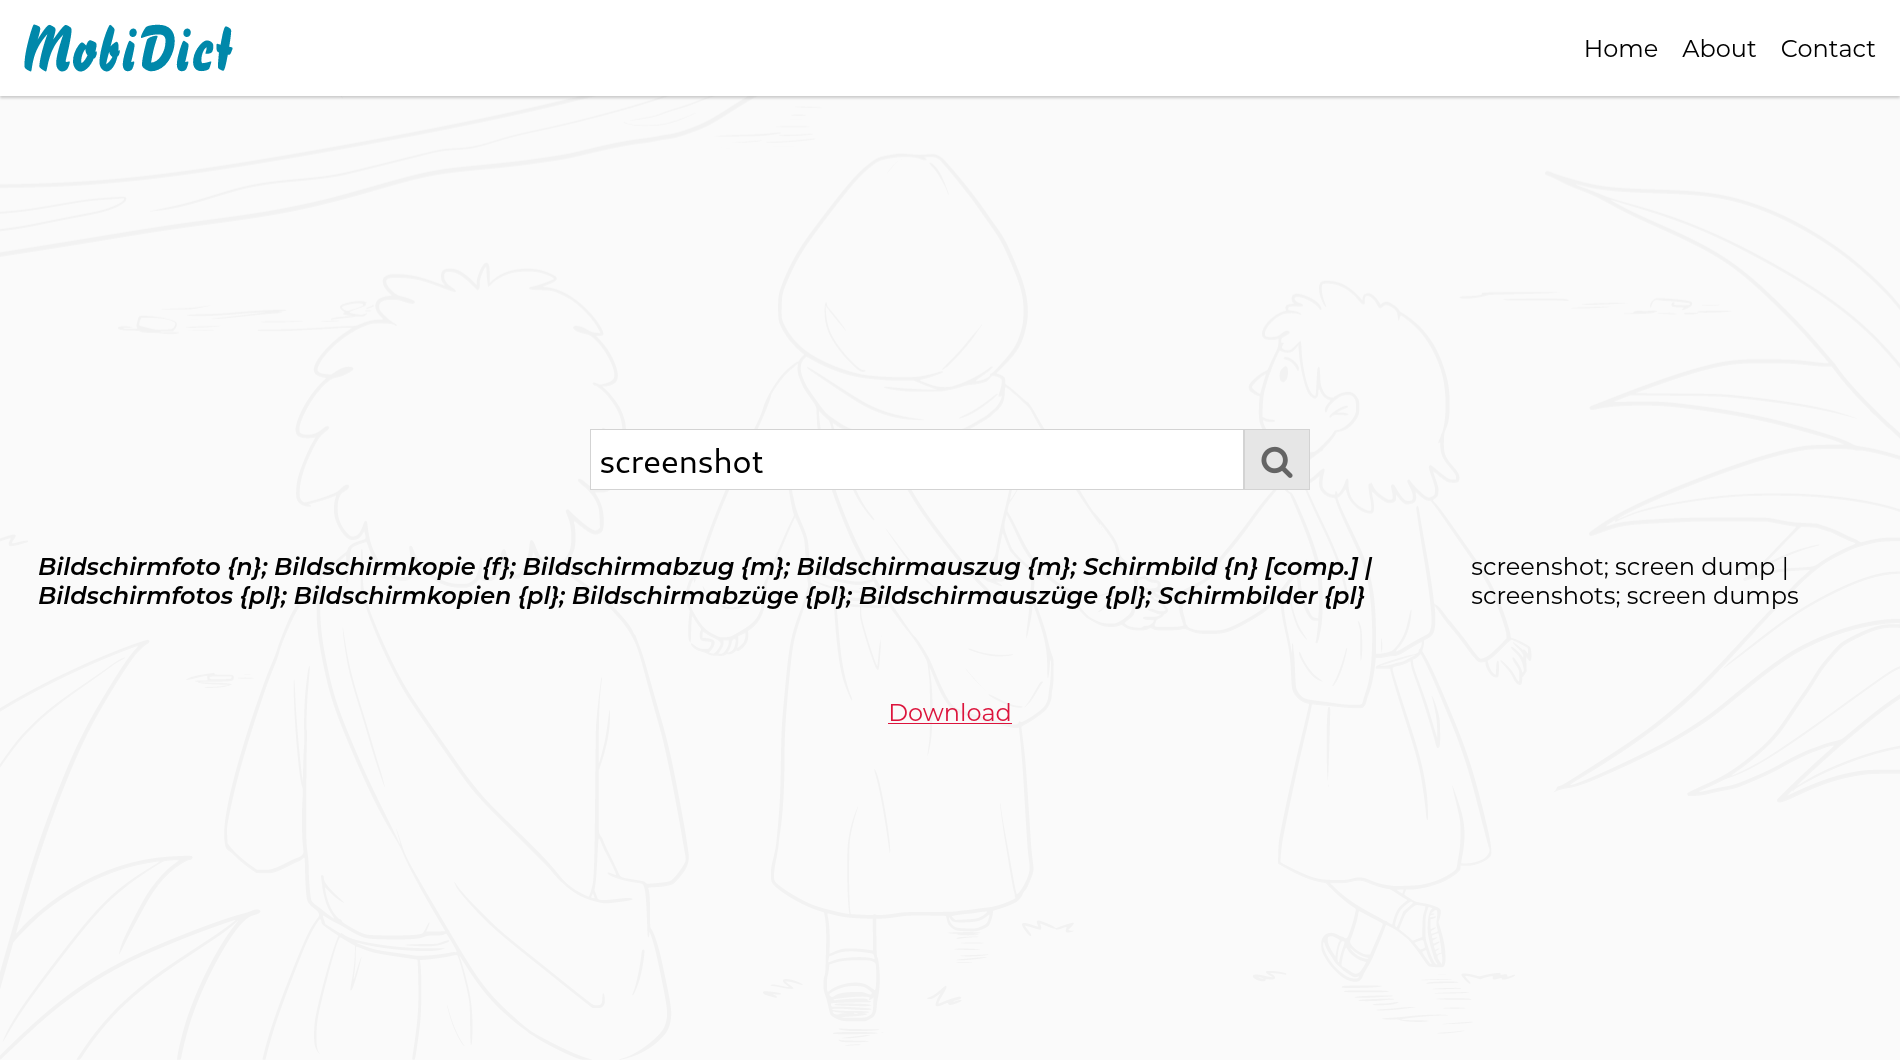 MobiDict
Home About Contact
screenshot
Bildschirmfoto {n}; Bildschirmkopie {f}; Bildschirmabzug {m}; Bildschirmauszug {m}; Schirmbild {n} [comp.] |
Bildschirmfotos {pl}; Bildschirmkopien {pl}; Bildschirmabzüge {pl}; Bildschirmauszüge {pl}; Schirmbilder {pl}
screenshot; screen dump |
screenshots; screen dumps
Download